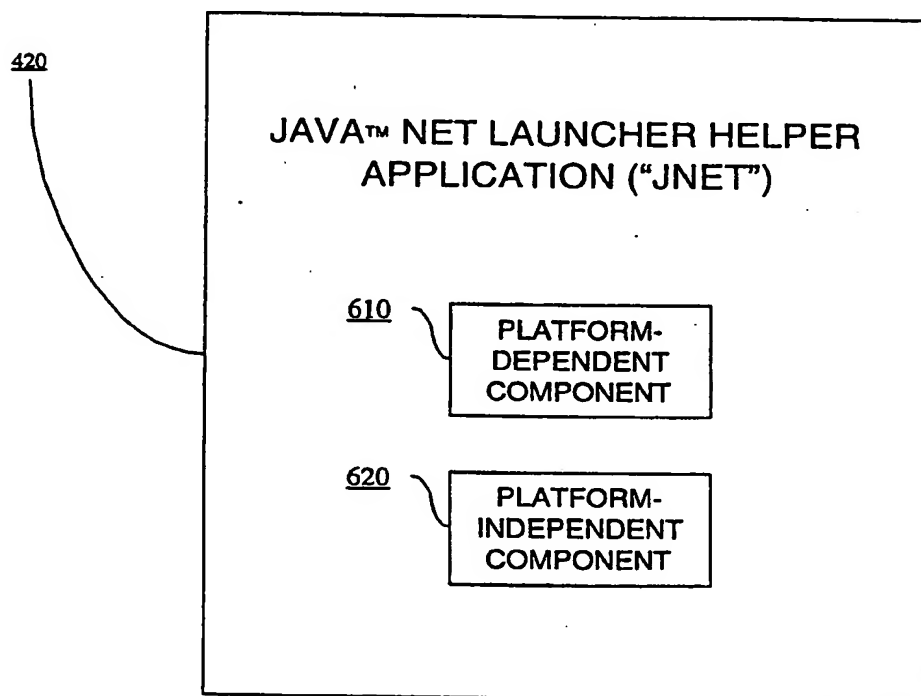 420
JAVA™ NET LAUNCHER HELPER
APPLICATION ("JNET")
610
PLATFORM-
DEPENDENT
COMPONENT
620
PLATFORM-
INDEPENDENT
COMPONENT